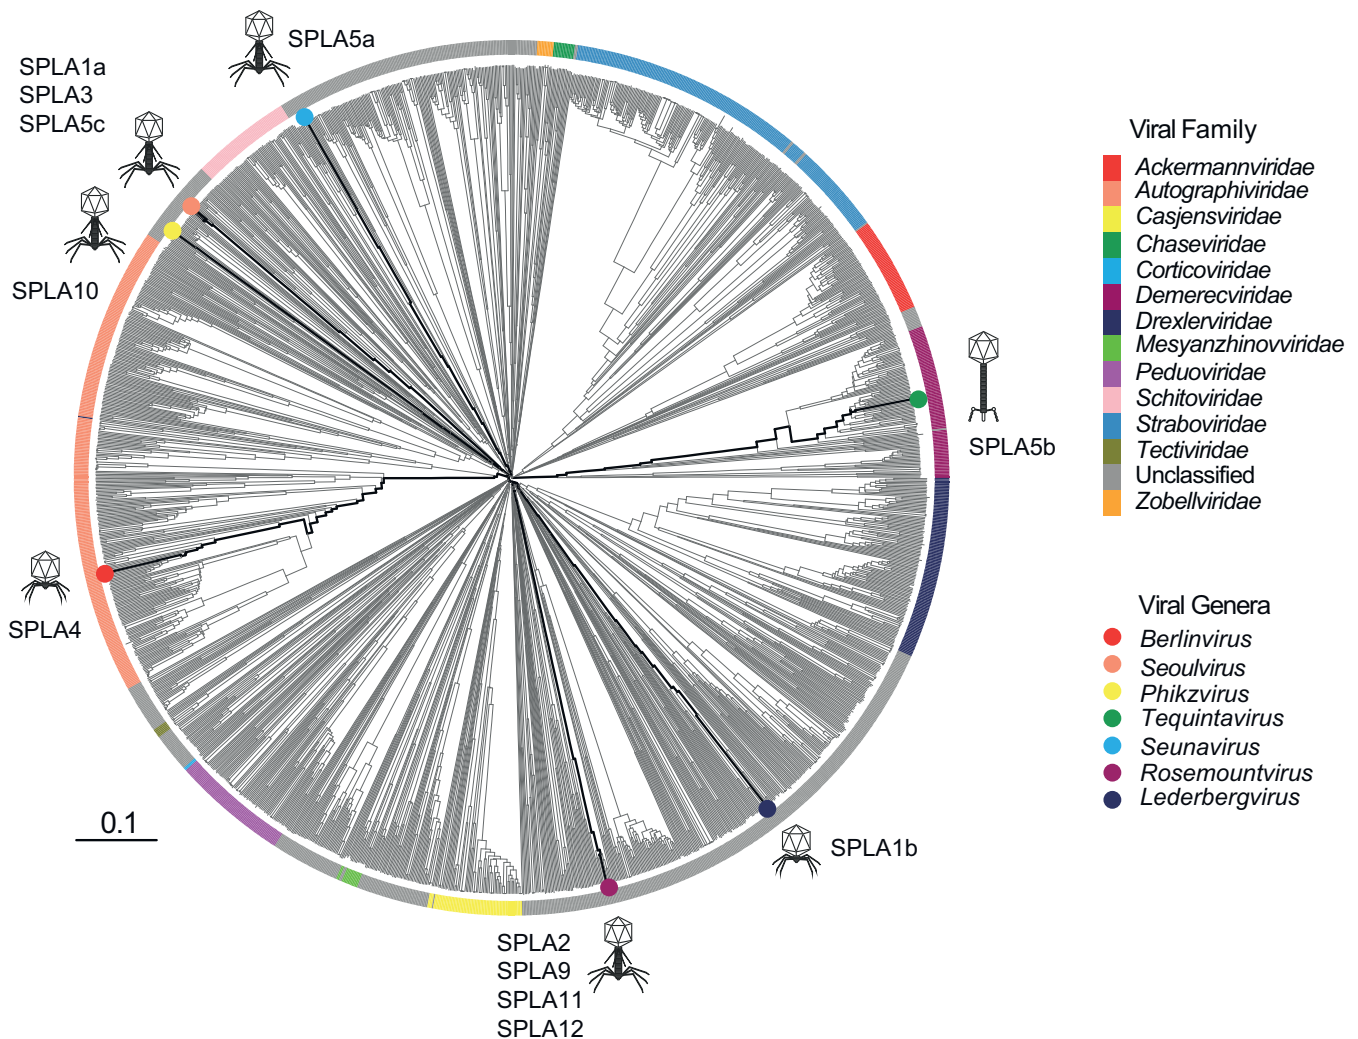 SPLA5a
SPLA1a
SPLA3
SPLA5c
SPLA10
SPLA4
0.1
SPLA2
SPLA9
SPLA11
SPLA12
SPLA1b
SPLA5b
Viral Family
Ackermannviridae
Autographiviridae
Casjensviridae
Chaseviridae
Corticoviridae
Demerecviridae
Drexlerviridae
Mesyanzhinovviridae
Peduoviridae
Schitoviridae
Straboviridae
Tectiviridae
Unclassified
Zobellviridae
Viral Genera
Berlinvirus
Seoulvirus
Phikzvirus
Tequintavirus
Seunavirus
Rosemountvirus
Lederbergvirus